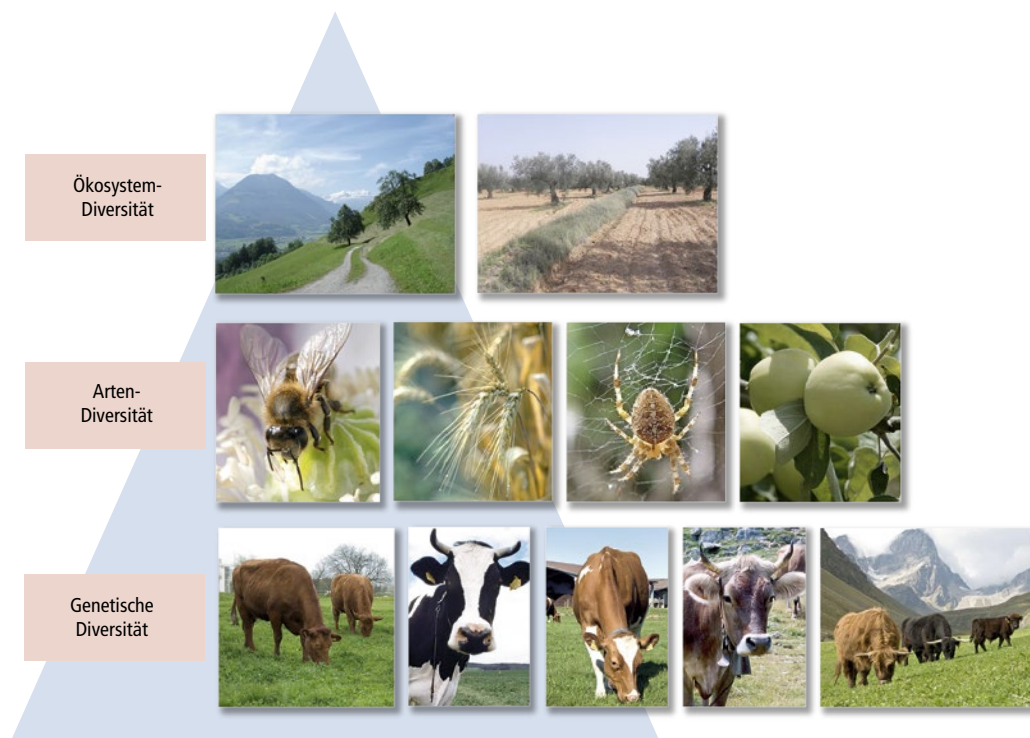 Ökosystem-
Diversität
Arten-
Diversität
Genetische
Diversität